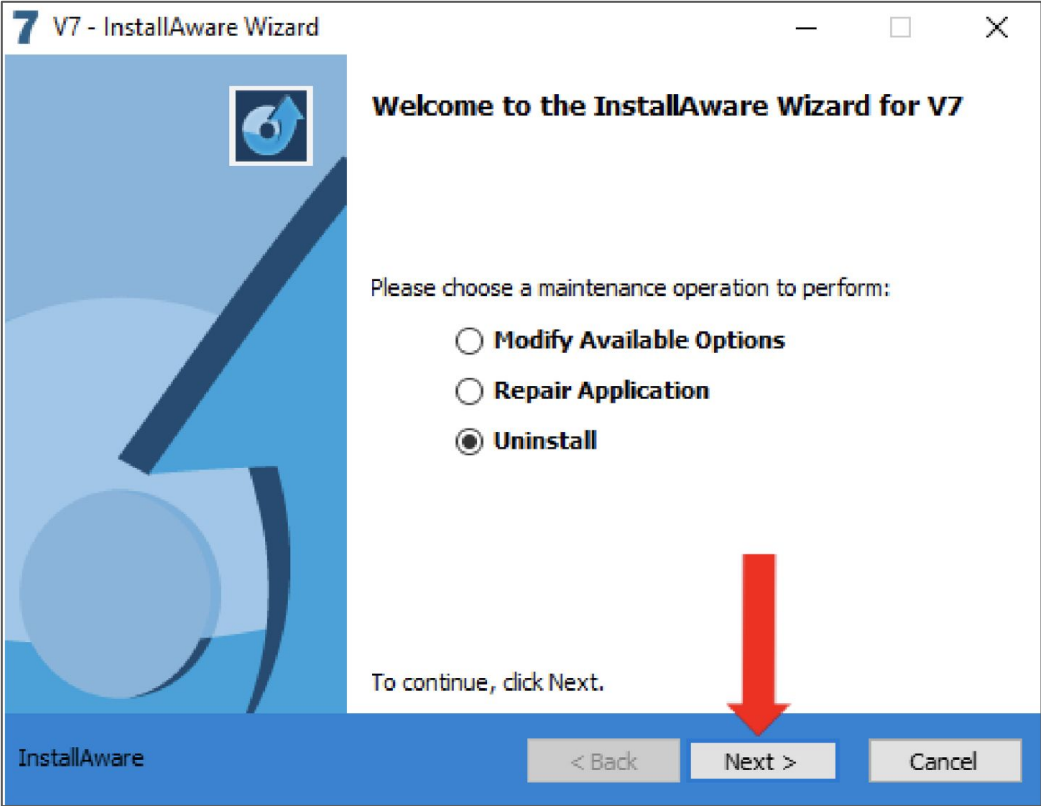 7 V7 - InstallAware Wizard
Welcome to the InstallAware Wizard for V7
Please choose a maintenance operation to perform:
Modify Available Options
Repair Application
Uninstall
To continue, click Next.
InstallAware
< Back Next > Cancel